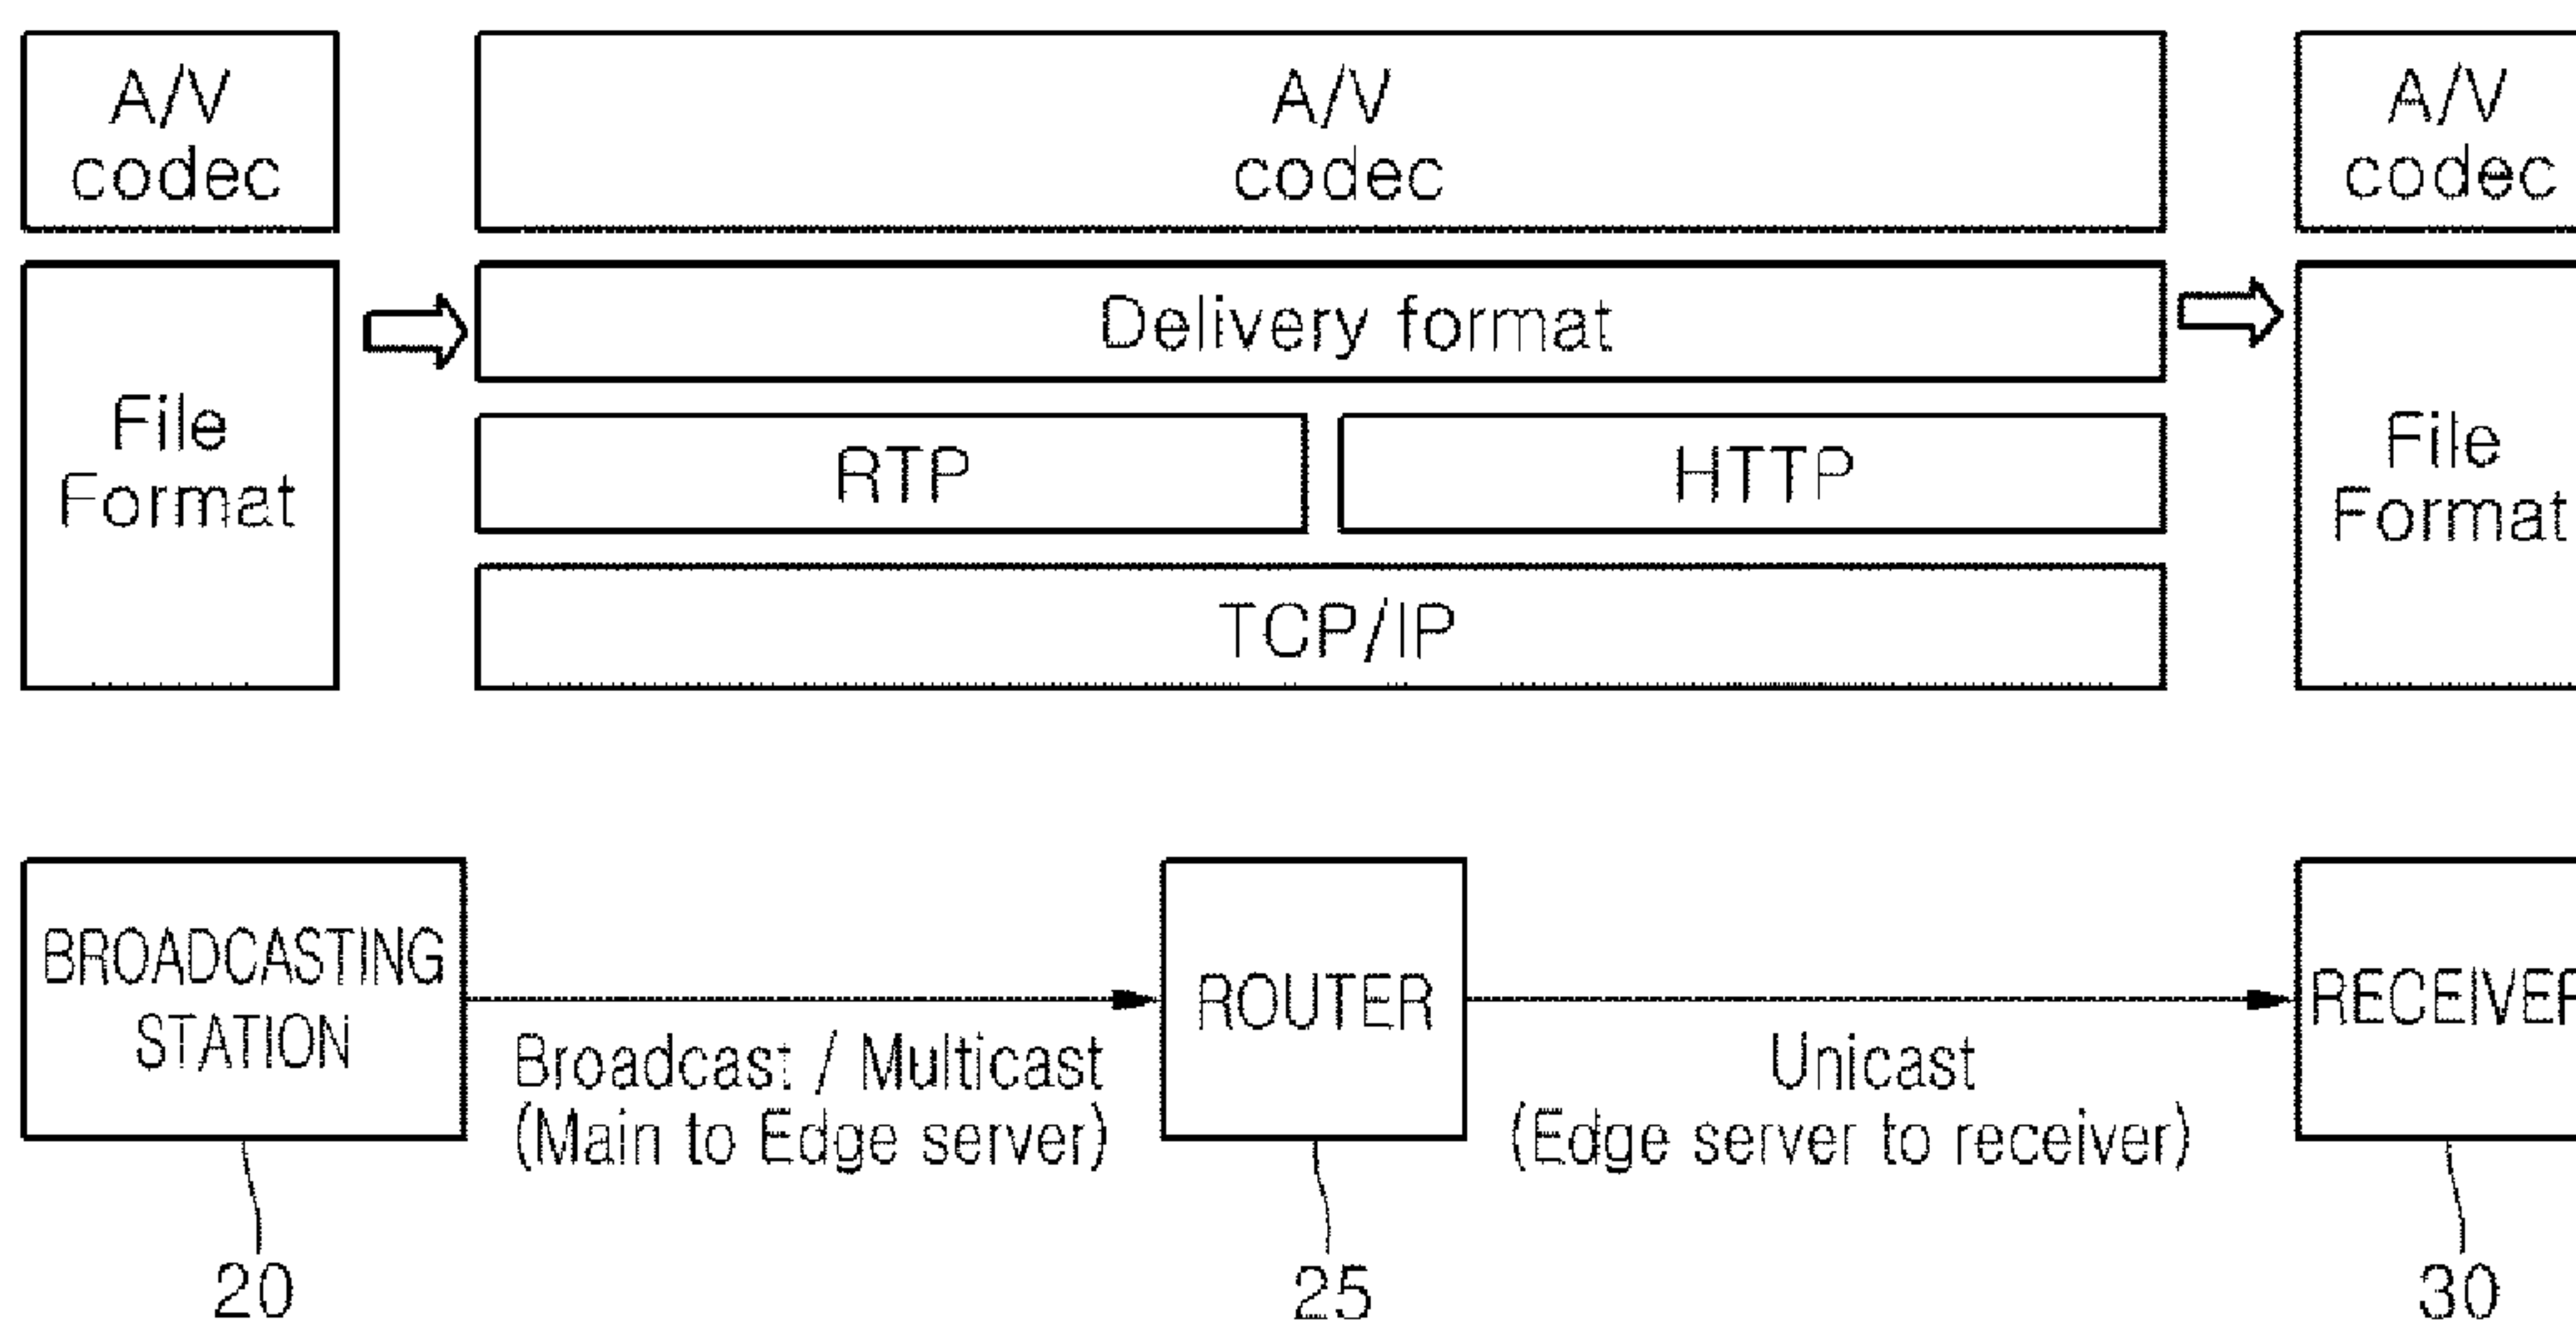 A/V
codec
A/V
codec
A/V
codec
File
Format
Delivery format
RTP
HTTP
TCP/IP
File
Format
BROADCASTING
STATION
Broadcast / Multicast
(Main to Edge server)
ROUTER
Unicast
(Edge server to receiver)
RECEIVER
20
25
30